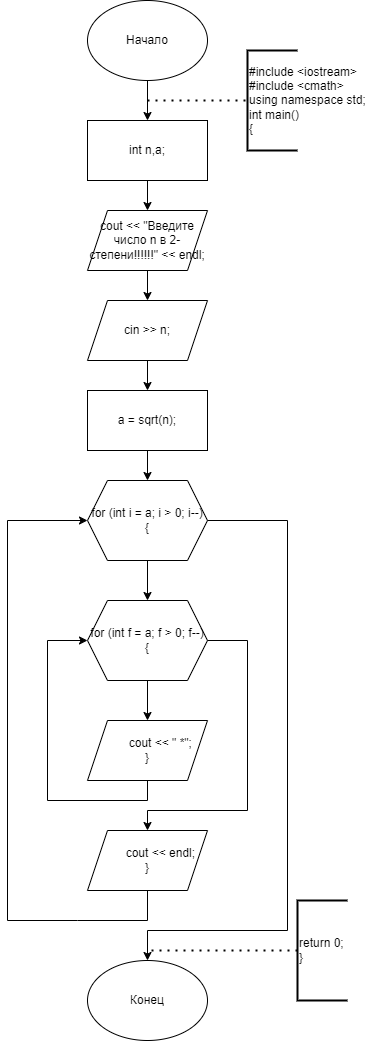 Начало
#include <iostream>
#include <cmath>
using namespace std;
int main()
{
int n,a;
cout << "Введите
число n в 2-
степени!!!!!!" << endl;
cin >> n;
a = sqrt(n);
for (int i = a; i > 0; i--)
{
for (int f = a; f > 0; f--)
{
cout << " *";
}
cout << endl;
}
return 0;
}
Конец